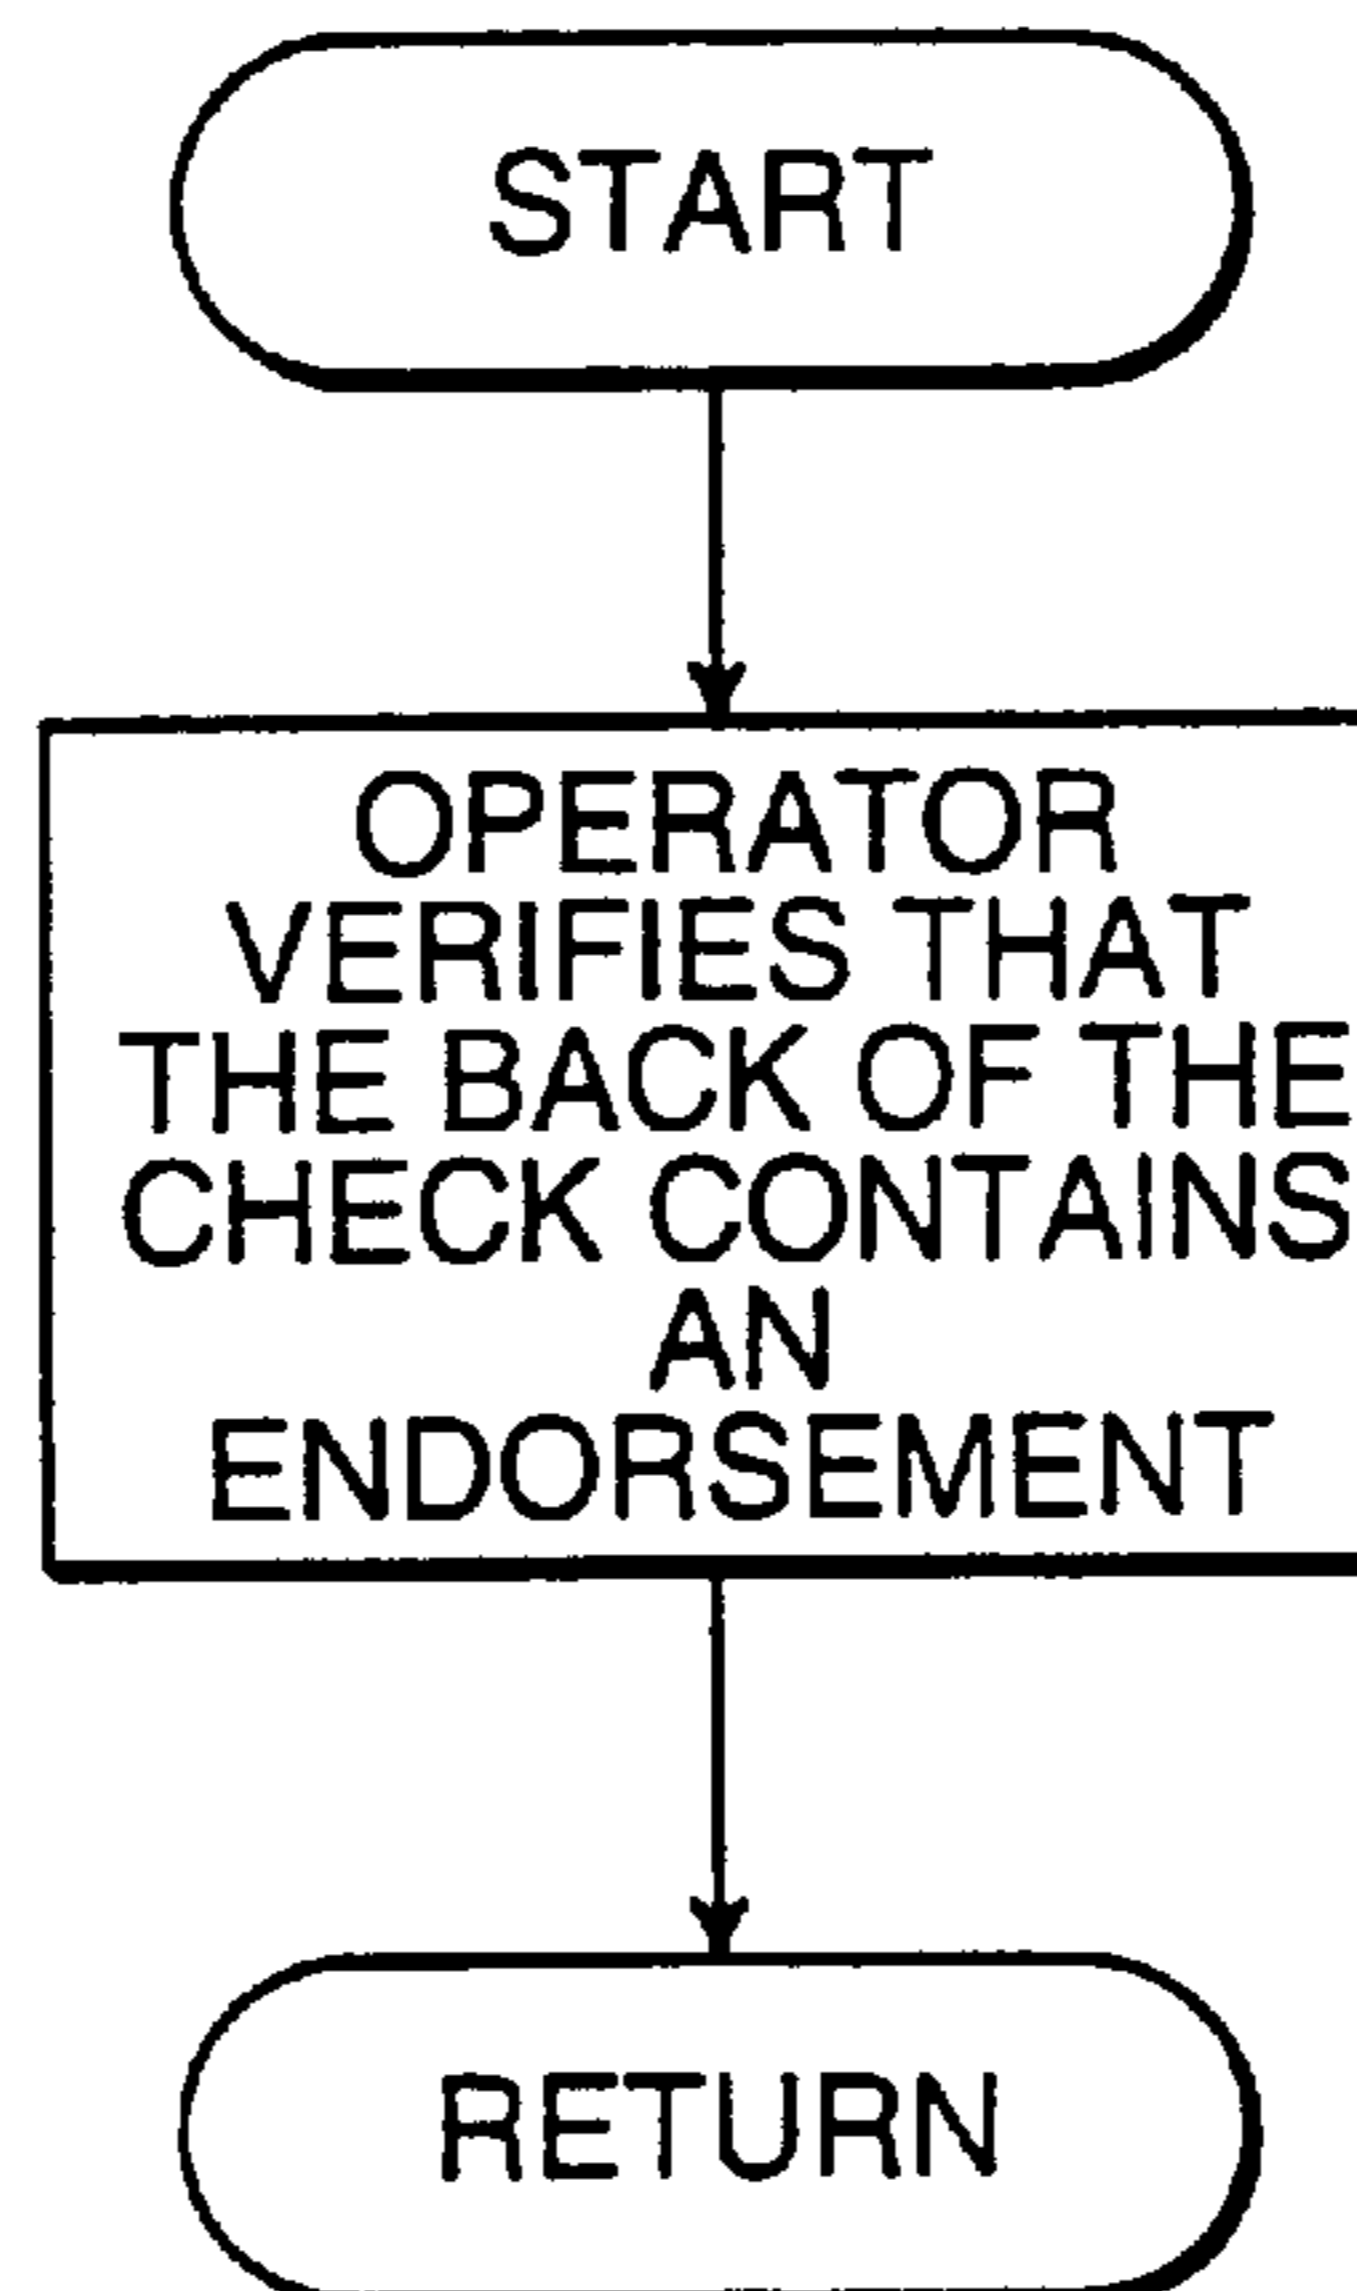 START
OPERATOR
VERIFIES THAT
THE BACK OF THE
CHECK CONTAINS
AN
ENDORSEMENT
RETURN